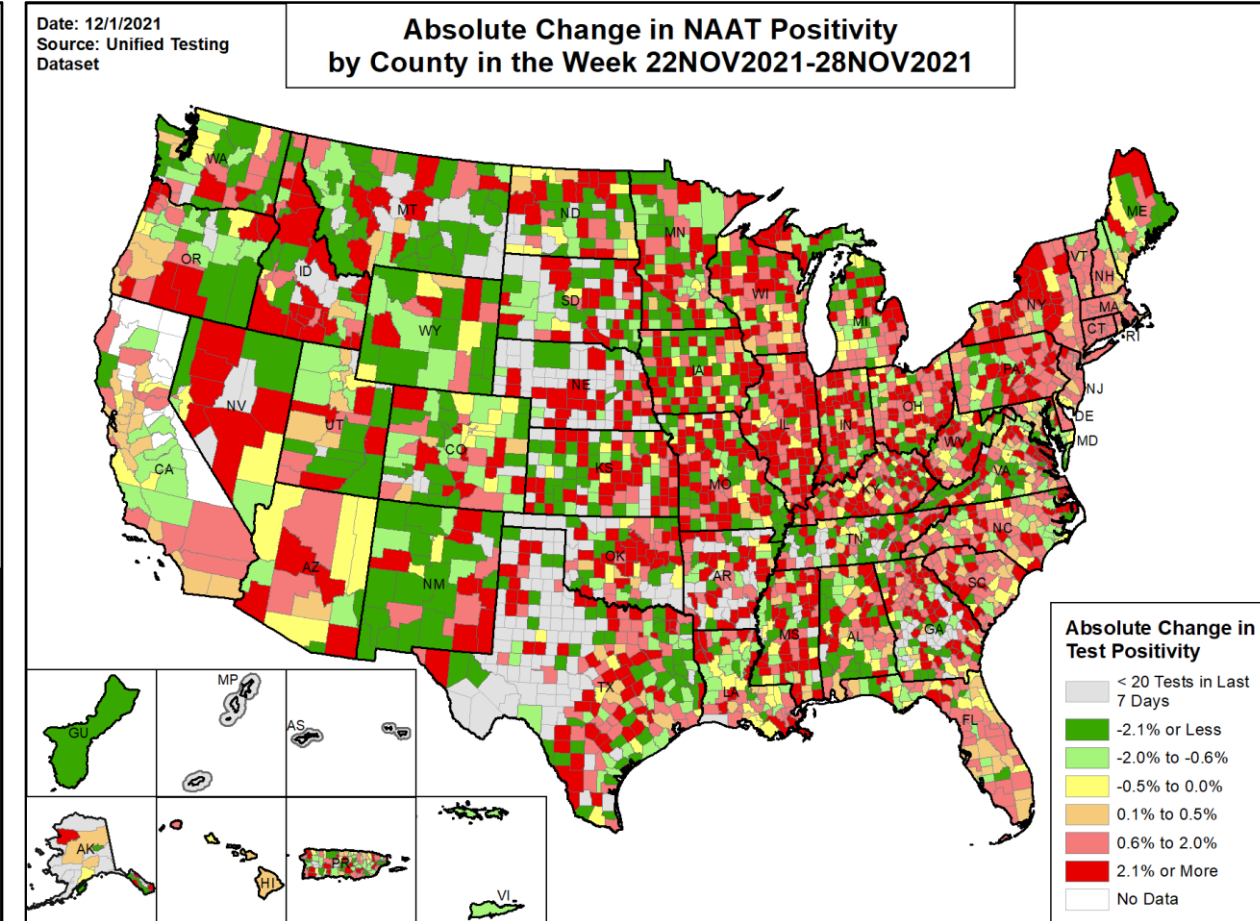 Date: 12/1/2021
Source: Unified Testing
Dataset
Absolute Change in NAAT Positivity
by County in the Week 22NOV2021-28NOV2021
WA
MT
ND
MN
ME
OR
ID
SD
WI
VT
NH
NY
MA
CT
RI
WY
MI
IA
NE
PA
NJ
NV
UT
CO
IL
IN
OH
DE
MD
WV
VA
CA
KS
MO
KY
AZ
NM
OK
AR
TN
NC
SC
MS
AL
GA
TX
LA
FL
GU
MP
AS
AK
HI
PR
VI
Absolute Change in
Test Positivity
< 20 Tests in Last
7 Days
-2.1% or Less
-2.0% to -0.6%
-0.5% to 0.0%
0.1% to 0.5%
0.6% to 2.0%
2.1% or More
No Data